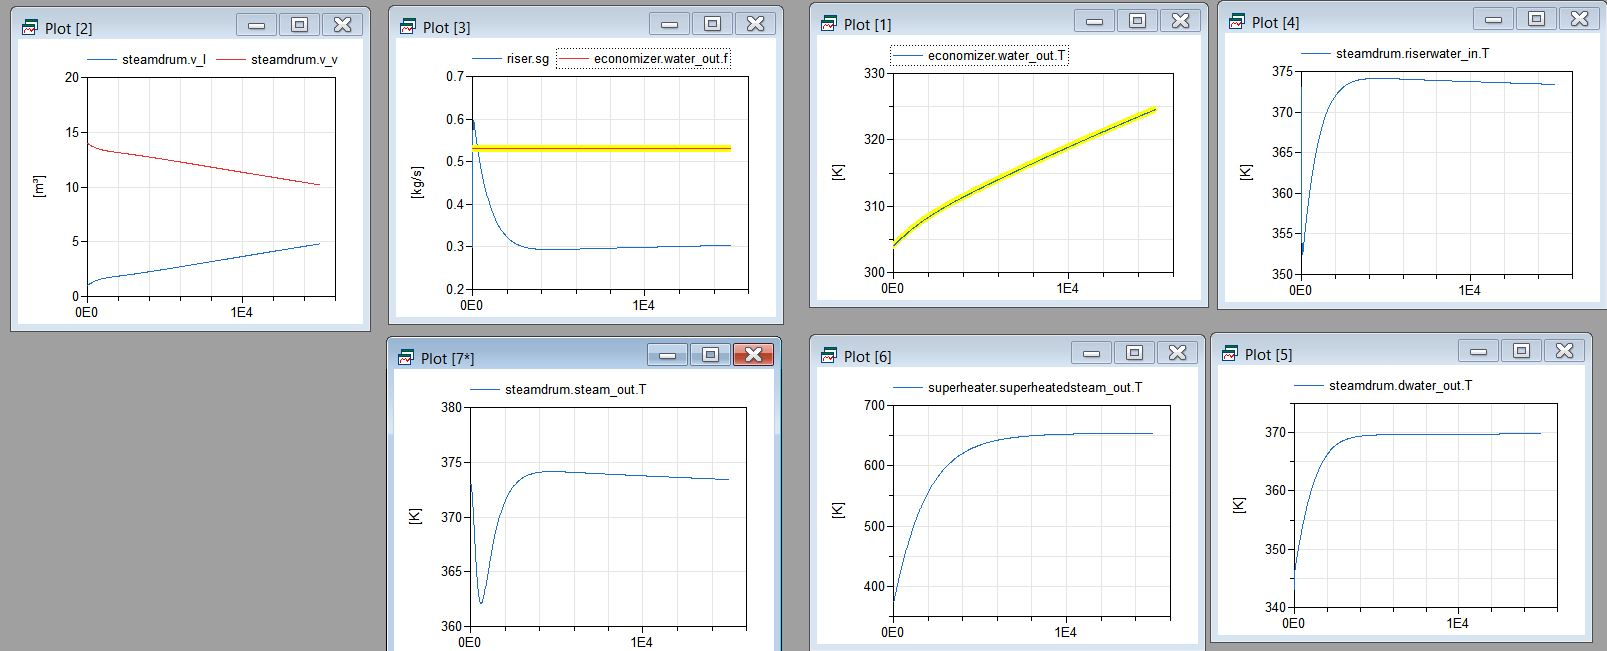 Plot [2]
steamdrum.v_l steamdrum.v_v
20
15
10
5
0
[m³]
0E0 1E4
Plot [3]
riser.sg economizer.water_out.f
0.7
0.6
0.5
0.4
0.3
0.2
[kg/s]
0E0 1E4
Plot [1]
economizer.water_out.T
330
320
310
300
[K]
0E0 1E4
Plot [4]
steamdrum.riserwater_in.T
375
370
365
360
355
350
[K]
0E0 1E4
Plot [7*]
steamdrum.steam_out.T
380
375
370
365
360
[K]
0E0 1E4
Plot [6]
superheater.superheatedsteam_out.T
700
600
500
400
[K]
0E0 1E4
Plot [5]
steamdrum.dwater_out.T
370
360
350
340
[K]
0E0 1E4